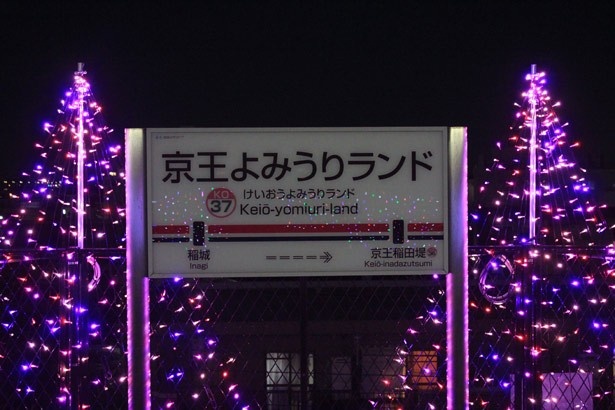 京王よみうりランド
KO
37
けいおうよみうりランド
Keiō-yomiuri-land
稲城
Inagi
京王稲田堤
Keiō-inadazutsumi